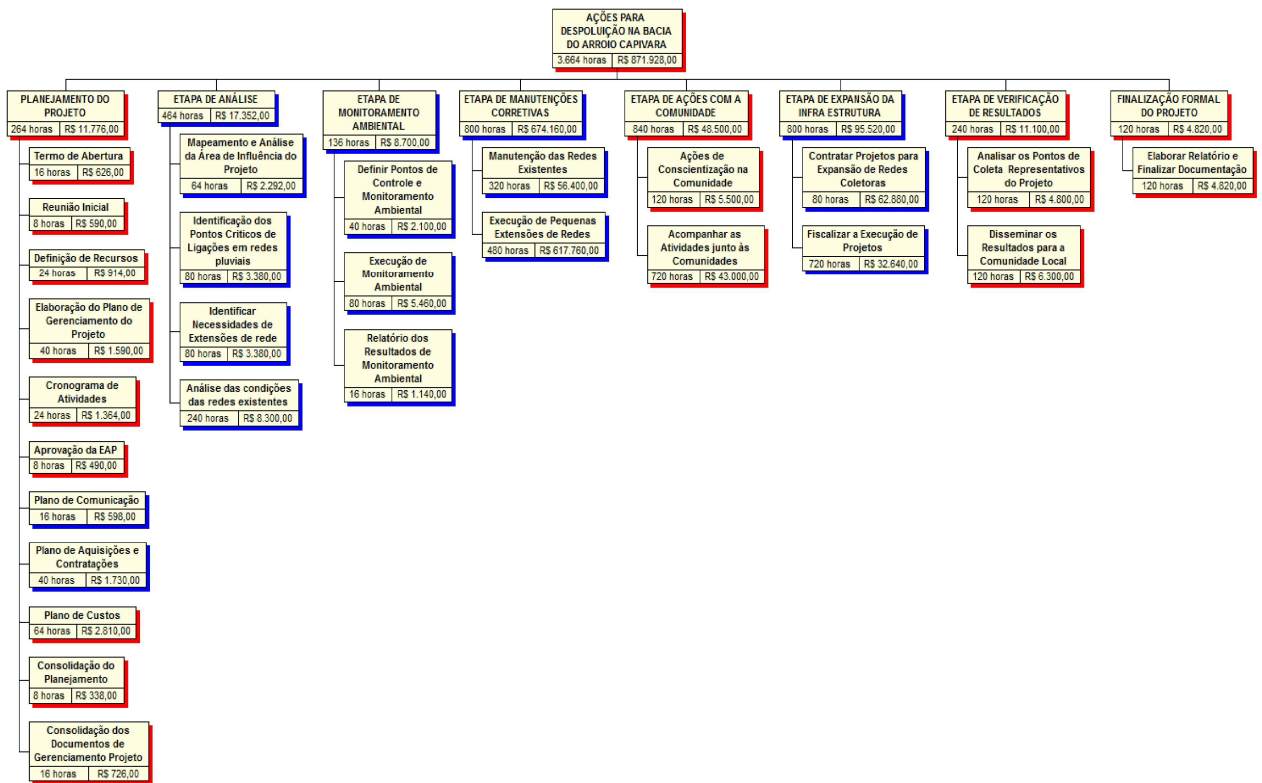 AÇÕES PARA
DESPOLUIÇÃO NA BACIA
DO ARROIO CAPIVARA
3.664 horas R$ 871.928,00
PLANEJAMENTO DO
PROJETO
264 horas R$ 11.776,00
Termo de Abertura
16 horas R$ 626,00
Reunião Inicial
8 horas R$ 590,00
Definição de Recursos
24 horas R$ 914,00
Elaboração do Plano de
Gerenciamento do
Projeto
40 horas R$ 1.590,00
Cronograma de
Atividades
24 horas R$ 1.364,00
Aprovação da EAP
8 horas R$ 490,00
Plano de Comunicação
16 horas R$ 598,00
Plano de Aquisições e
Contratações
40 horas R$ 1.730,00
Plano de Custos
64 horas R$ 2.810,00
Consolidação do
Planejamento
8 horas R$ 338,00
Consolidação dos
Documentos de
Gerenciamento Projeto
16 horas R$ 726,00
ETAPA DE ANÁLISE
464 horas R$ 17.352,00
Mapeamento e Análise
da Área de Influência do
Projeto
64 horas R$ 2.292,00
Identificação dos
Pontos Críticos de
Ligações em redes
pluviais
80 horas R$ 3.380,00
Identificar
Necessidades de
Extensões de rede
80 horas R$ 3.380,00
Análise das condições
das redes existentes
240 horas R$ 8.300,00
ETAPA DE
MONITORAMENTO
AMBIENTAL
136 horas R$ 8.700,00
Definir Pontos de
Controle e
Monitoramento
Ambiental
40 horas R$ 2.100,00
Execução de
Monitoramento
Ambiental
80 horas R$ 5.460,00
Relatório dos
Resultados de
Monitoramento
Ambiental
16 horas R$ 1.140,00
ETAPA DE MANUTENÇÕES
CORRETIVAS
800 horas R$ 674.160,00
Manutenção das Redes
Existentes
320 horas R$ 56.400,00
Execução de Pequenas
Extensões de Redes
480 horas R$ 617.760,00
ETAPA DE AÇÕES COM A
COMUNIDADE
840 horas R$ 48.500,00
Ações de
Conscientização na
Comunidade
120 horas R$ 5.500,00
Acompanhar as
Atividades junto às
Comunidades
720 horas R$ 43.000,00
ETAPA DE EXPANSÃO DA
INFRA ESTRUTURA
800 horas R$ 95.520,00
Contratar Projetos para
Expansão de Redes
Coletoras
80 horas R$ 62.880,00
Fiscalizar a Execução de
Projetos
720 horas R$ 32.640,00
ETAPA DE VERIFICAÇÃO
DE RESULTADOS
240 horas R$ 11.100,00
Analisar os Pontos de
Coleta Representativos
do Projeto
120 horas R$ 4.800,00
Disseminar os
Resultados para a
Comunidade Local
120 horas R$ 6.300,00
FINALIZAÇÃO FORMAL
DO PROJETO
120 horas R$ 4.820,00
Elaborar Relatório e
Finalizar Documentação
120 horas R$ 4.820,00